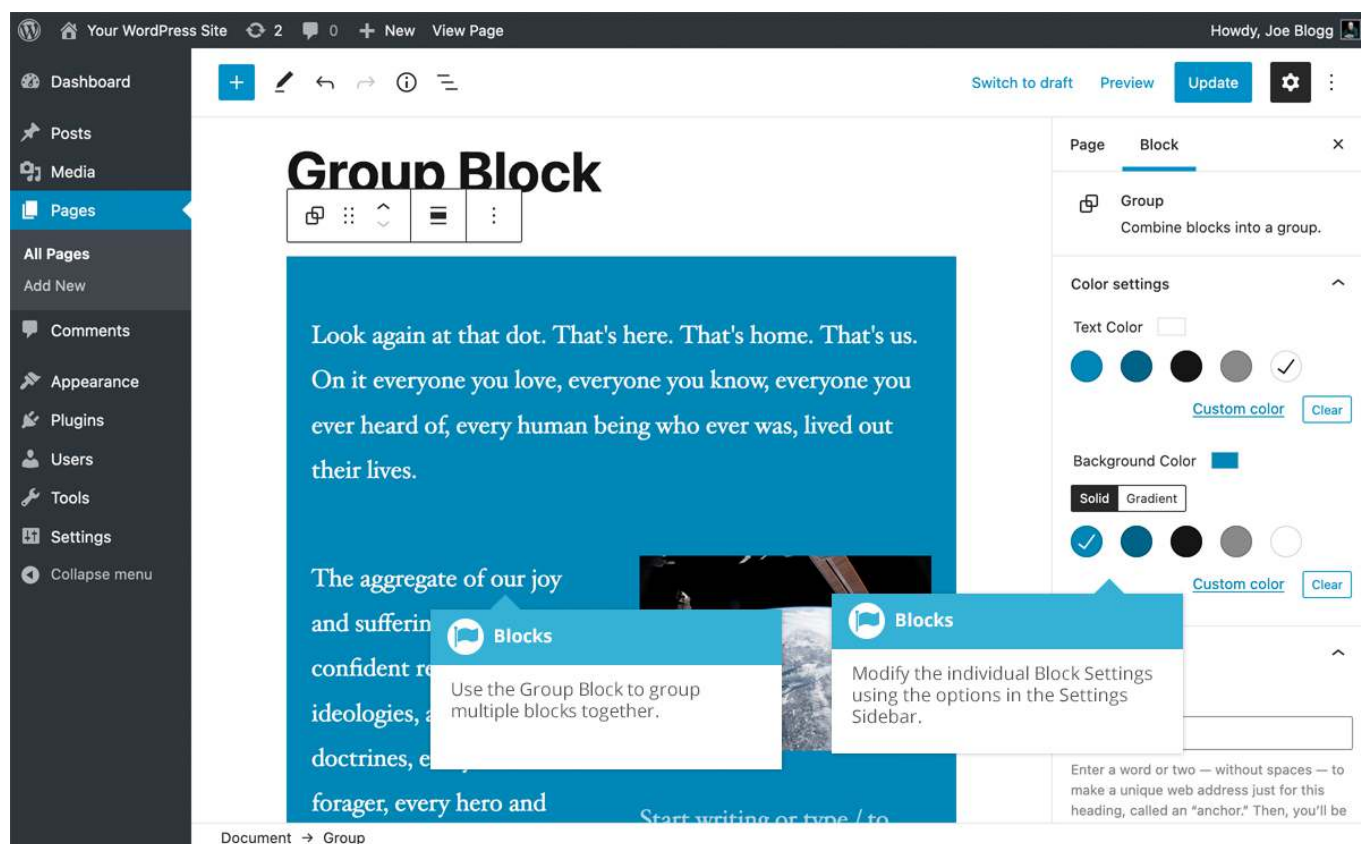 Your WordPress Site 2 0 New View Page Howdy, Joe Blogg
Dashboard
Posts
Media
Pages
All Pages
Add New
Comments
Appearance
Plugins
Users
Tools
Settings
Collapse menu
Switch to draft Preview Update
Group Block
Look again at that dot. That's here. That's home. That's us.
On it everyone you love, everyone you know, everyone you
ever heard of, every human being who ever was, lived out
their lives.
The aggregate of our joy
and sufferin
confident re
ideologies, a
doctrines, e
forager, every hero and
Start writing or type / to
Blocks
Use the Group Block to group
multiple blocks together.
Blocks
Modify the individual Block Settings
using the options in the Settings
Sidebar.
Page Block
Group
Combine blocks into a group.
Color settings
Text Color
Custom color Clear
Background Color
Solid Gradient
Custom color Clear
Enter a word or two — without spaces — to
make a unique web address just for this
heading, called an “anchor.” Then, you’ll be
Document → Group